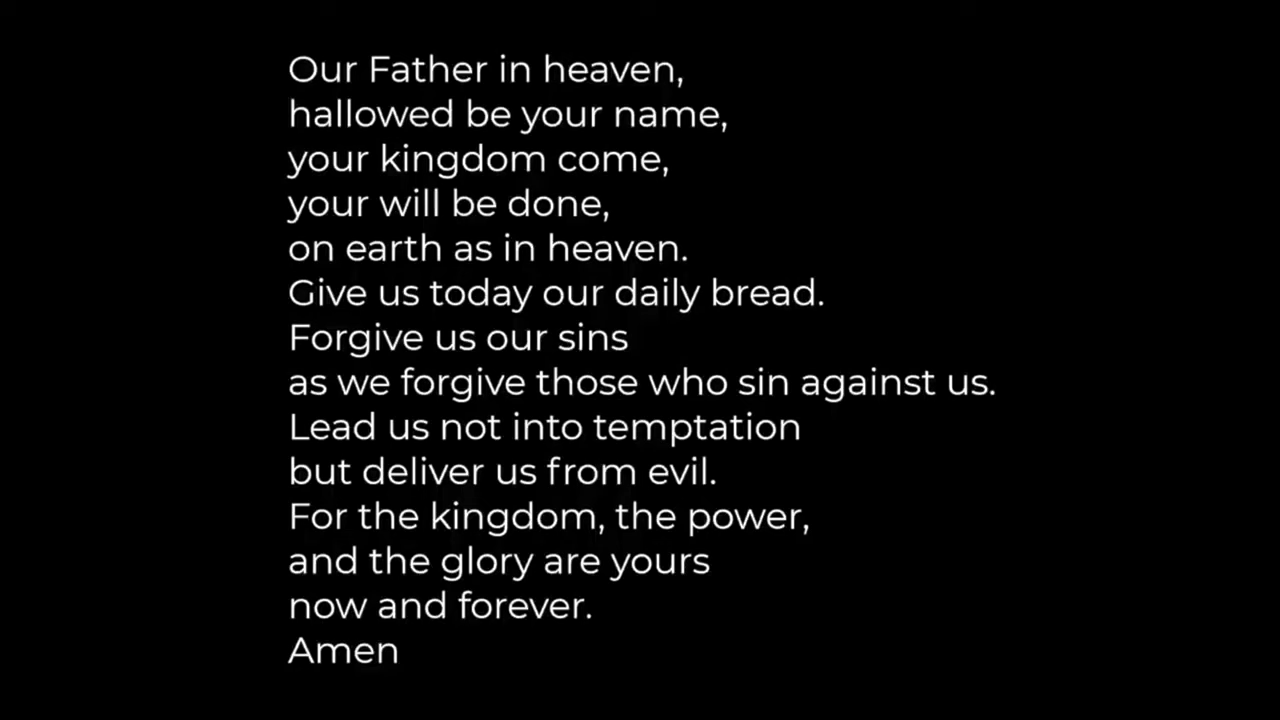 Our Father in heaven,
hallowed be your name,
your kingdom come,
your will be done,
on earth as in heaven.
Give us today our daily bread.
Forgive us our sins
as we forgive those who sin against us.
Lead us not into temptation
but deliver us from evil.
For the kingdom, the power,
and the glory are yours
now and forever.
Amen